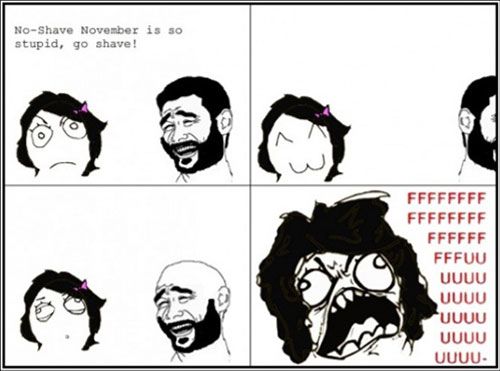 No-Shave November is so
stupid, go shave!
FFFFFFFF
FFFFFFFF
FFFFFF
FFFUU
UUUU
UUUU
UUUU
UUUU
UUUU-